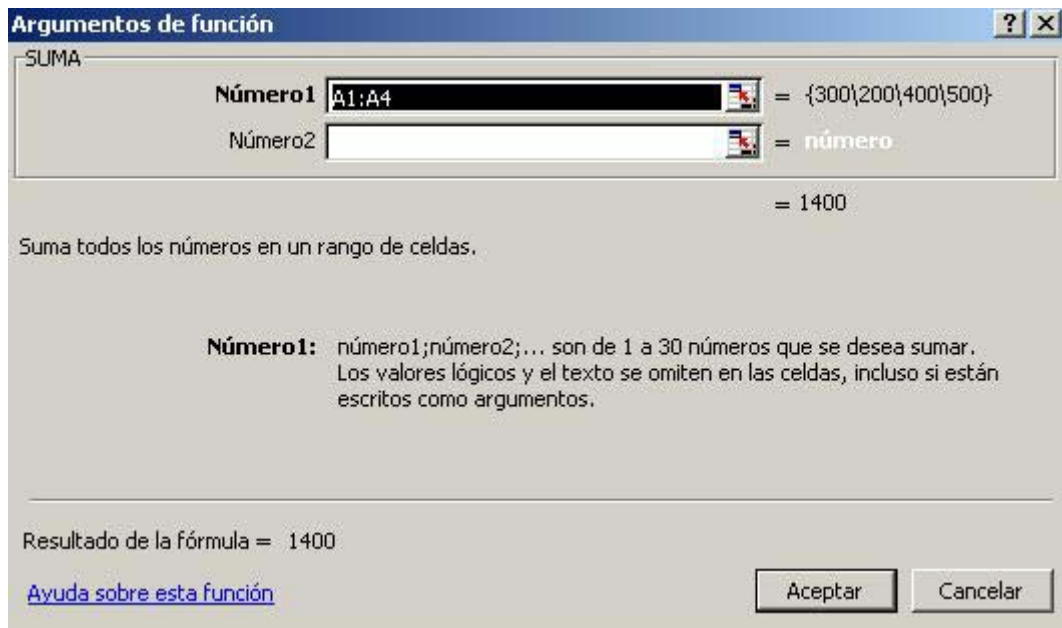 Argumentos de función
SUMA
Número1 A1:A4 = {300\200\400\500}
Número2 = número
= 1400
Suma todos los números en un rango de celdas.
Número1: número1;número2;... son de 1 a 30 números que se desea sumar.
Los valores lógicos y el texto se omiten en las celdas, incluso si están
escritos como argumentos.
Resultado de la fórmula = 1400
Ayuda sobre esta función
Aceptar Cancelar